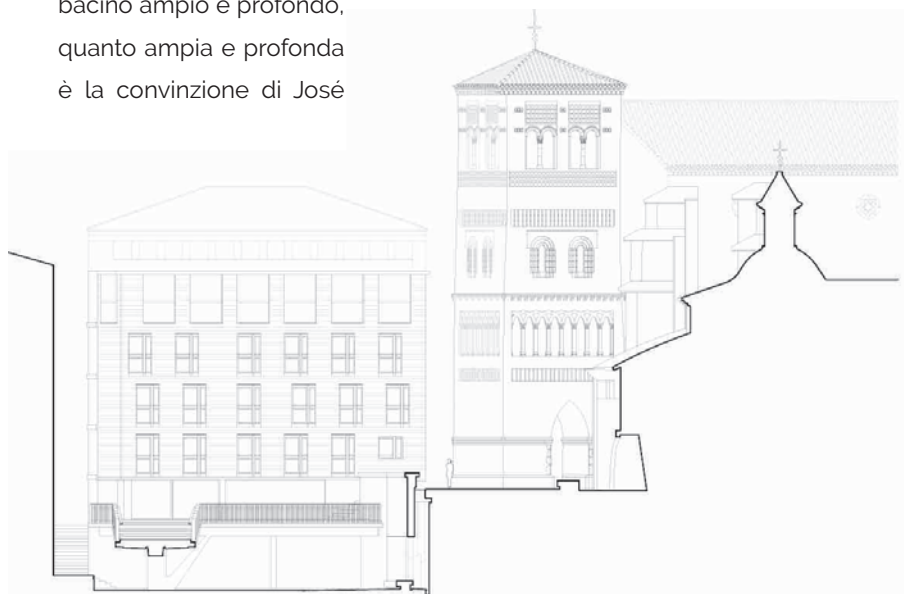 bacino ampio e profondo,
quanto ampia e profonda
è la convinzione di José